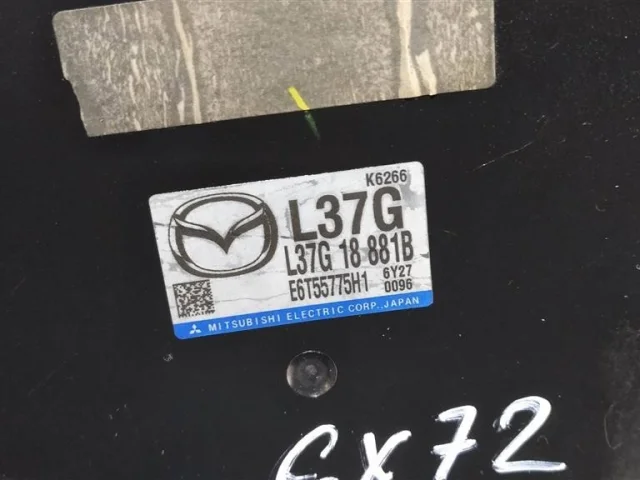 K6266
L37G
L37G 18 881B
E6T55775H1 6Y27
0096
MITSUBISHI ELECTRIC CORP., JAPAN
CX72